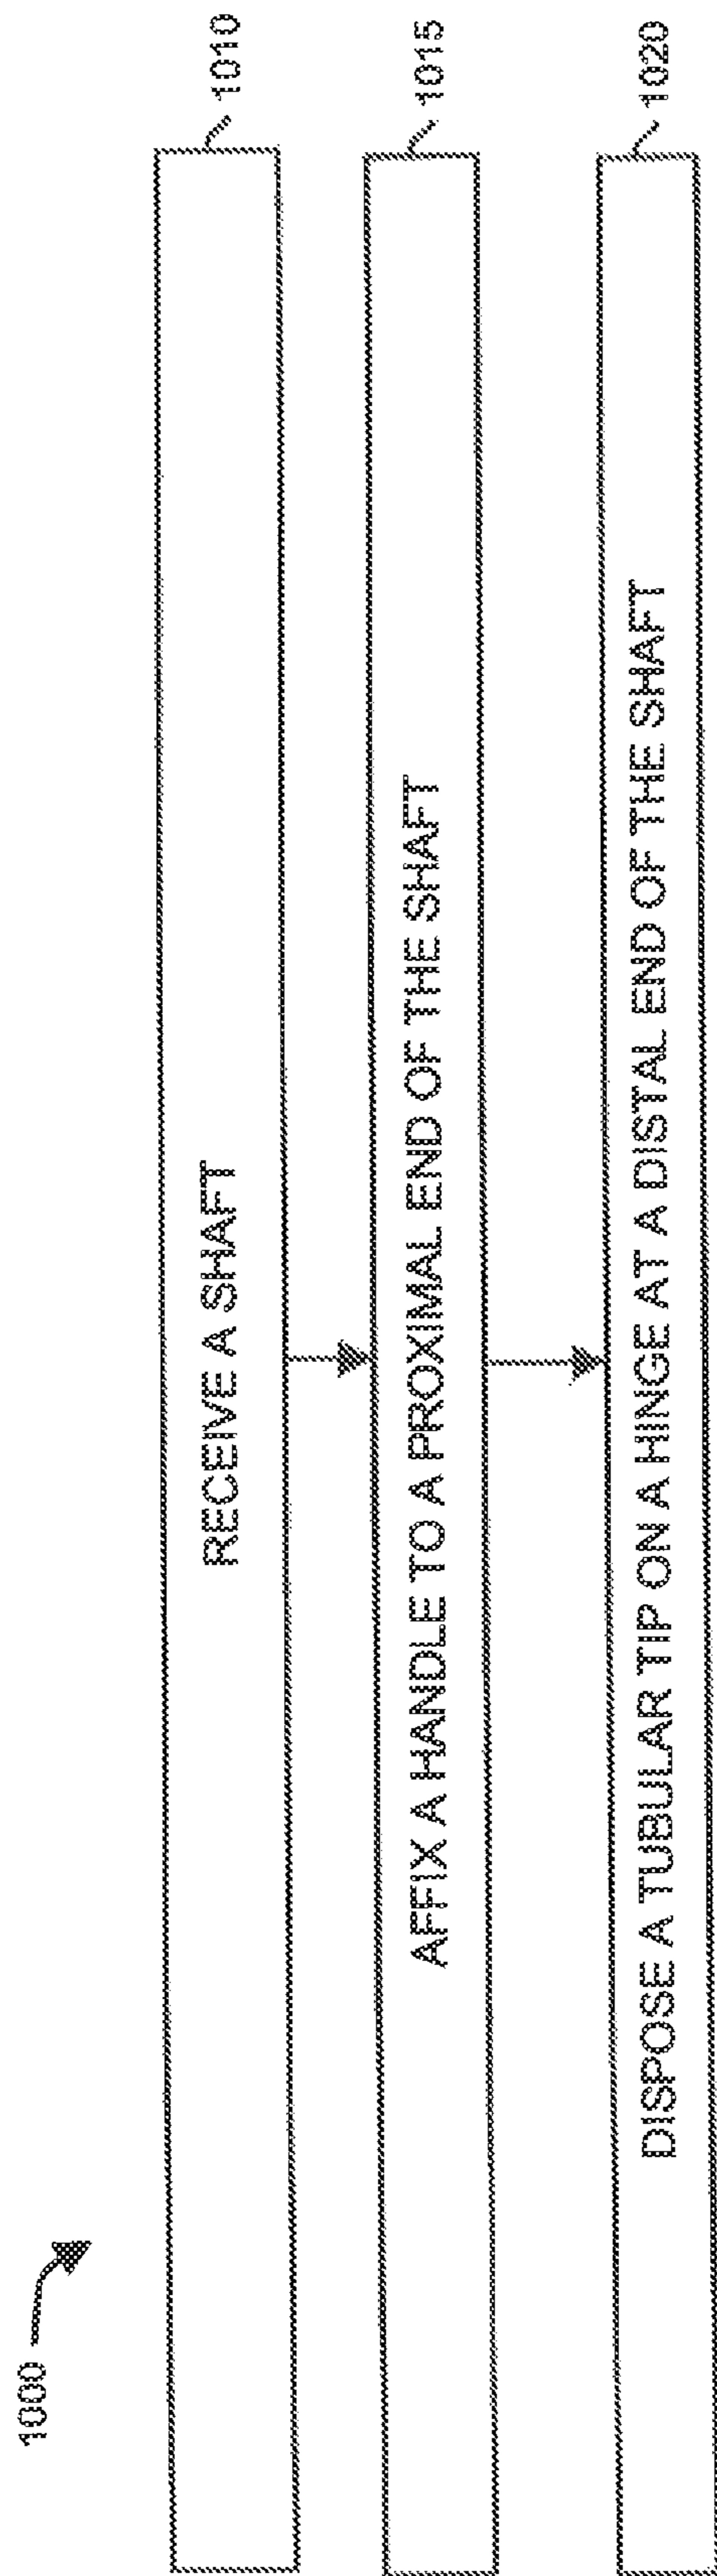 1000
RECEIVE A SHAFT
1010
AFFIX A HANDLE TO A PROXIMAL END OF THE SHAFT
1015
DISPOSE A TUBULAR TIP ON A HINGE AT A DISTAL END OF THE SHAFT
1020